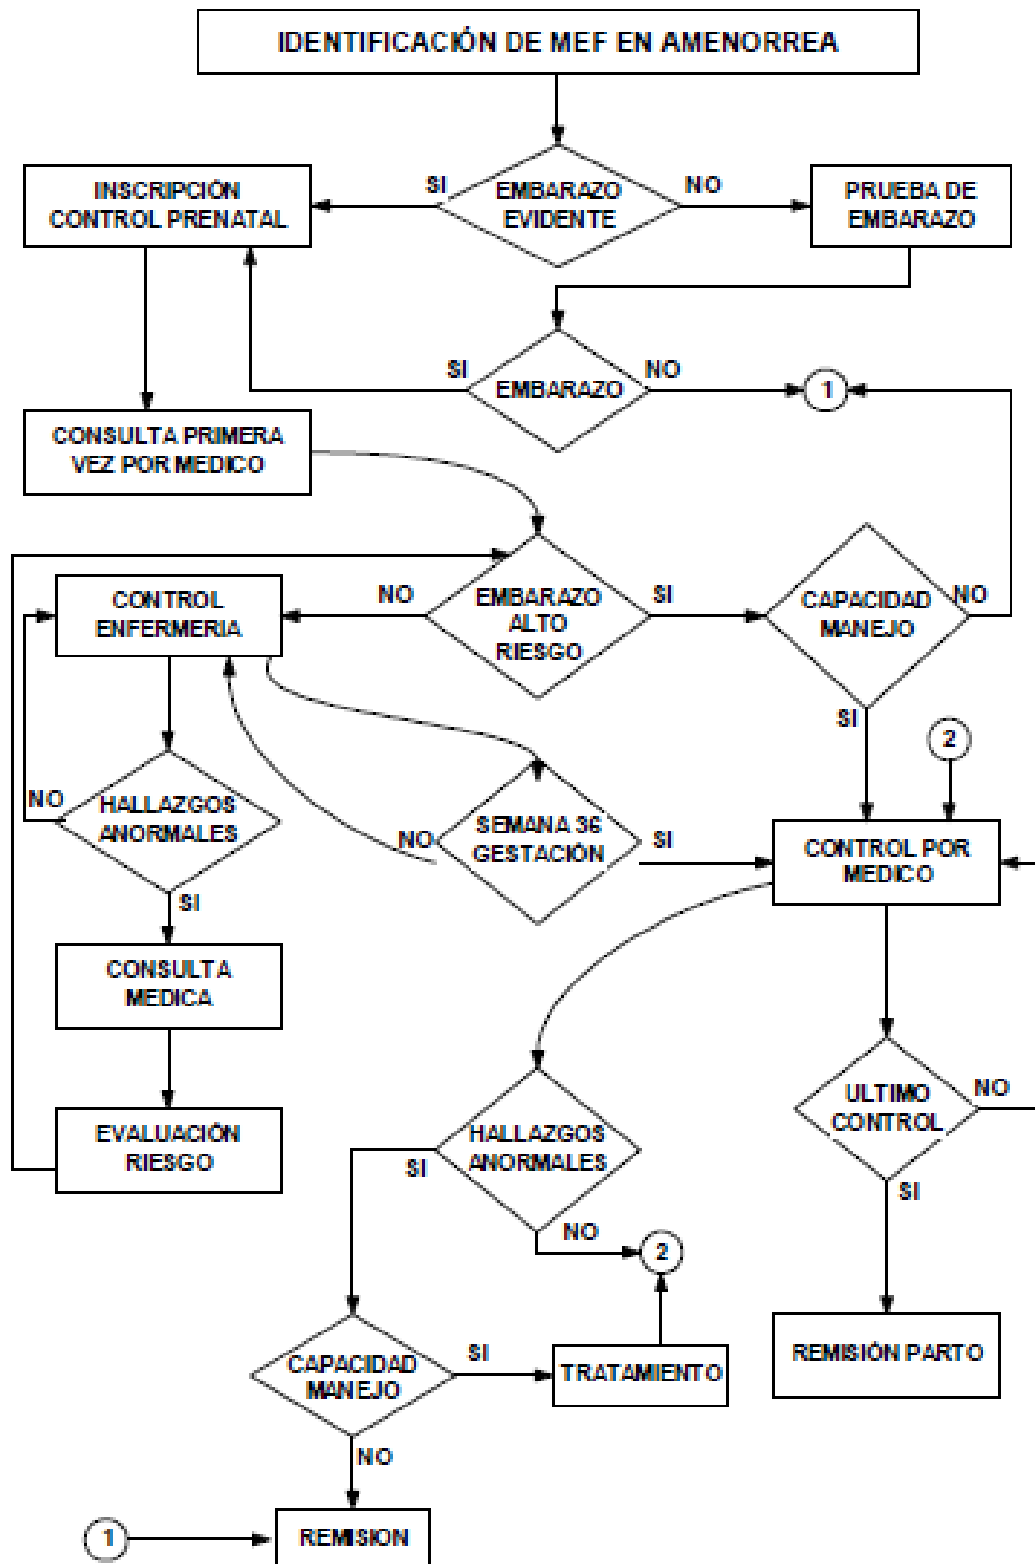 IDENTIFICACIÓN DE MEF EN AMENORREA
INSCRIPCIÓN
CONTROL PRENATAL
SI
EMBARAZO
EVIDENTE
NO
PRUEBA DE
EMBARAZO
SI
EMBARAZO
NO
1
CONSULTA PRIMERA
VEZ POR MEDICO
CONTROL
ENFERMERIA
NO
EMBARAZO
ALTO
RIESGO
SI
CAPACIDAD
MANEJO
NO
SI
2
NO
HALLAZGOS
ANORMALES
SI
NO
SEMANA 36
GESTACIÓN
SI
CONTROL POR
MEDICO
CONSULTA
MEDICA
EVALUACIÓN
RIESGO
HALLAZGOS
ANORMALES
SI
NO
2
ULTIMO
CONTROL
NO
SI
REMISIÓN PARTO
CAPACIDAD
MANEJO
SI
TRATAMIENTO
NO
1
REMISION